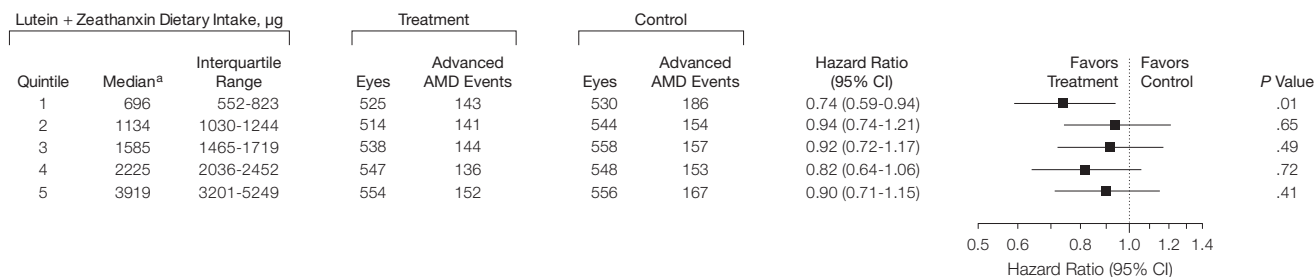 Lutein + Zeathanxin Dietary Intake, µg Treatment Control
Interquartile Advanced Advanced Hazard Ratio Favors Favors
Quintile Medianᵃ Range Eyes AMD Events Eyes AMD Events (95% CI) Treatment Control P Value
1 696 552-823 525 143 530 186 0.74 (0.59-0.94) .01
2 1134 1030-1244 514 141 544 154 0.94 (0.74-1.21) .65
3 1585 1465-1719 538 144 558 157 0.92 (0.72-1.17) .49
4 2225 2036-2452 547 136 548 153 0.82 (0.64-1.06) .72
5 3919 3201-5249 554 152 556 167 0.90 (0.71-1.15) .41
0.5 0.6 0.8 1.0 1.2 1.4
Hazard Ratio (95% CI)